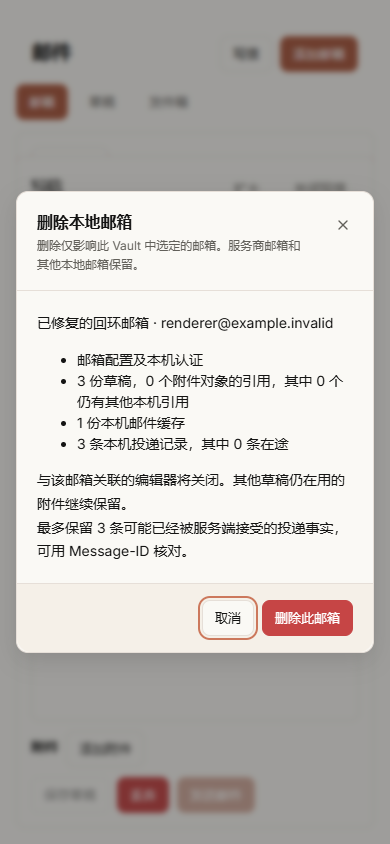 邮件
删除本地邮箱
删除仅影响此 Vault 中选定的邮箱。服务商邮箱和
其他本地邮箱保留。
已修复的回环邮箱 · renderer@example.invalid
邮箱配置及本机认证
3 份草稿，0 个附件对象的引用，其中 0 个
仍有其他本机引用
1 份本机邮件缓存
3 条本机投递记录，其中 0 条在途
与该邮箱关联的编辑器将关闭。其他草稿仍在用的
附件继续保留。
最多保留 3 条可能已经被服务端接受的投递事实，
可用 Message-ID 核对。
取消
删除此邮箱